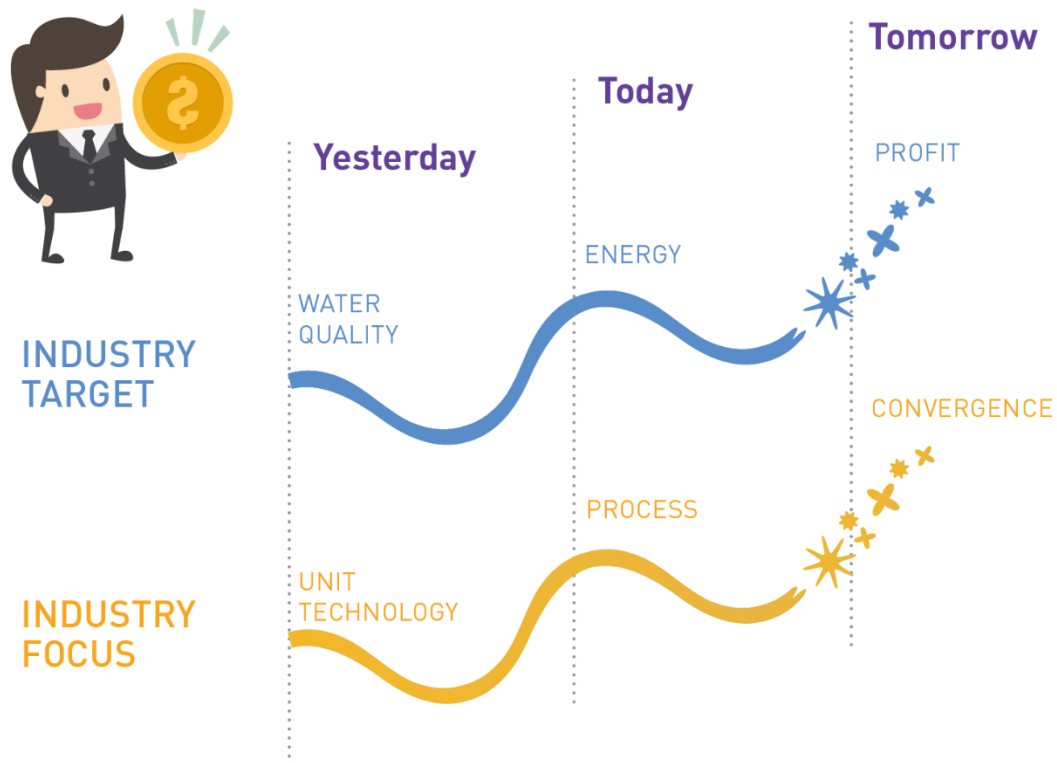 Yesterday
Today
Tomorrow
INDUSTRY
TARGET
WATER
QUALITY
ENERGY
PROFIT
INDUSTRY
FOCUS
UNIT
TECHNOLOGY
PROCESS
CONVERGENCE
$